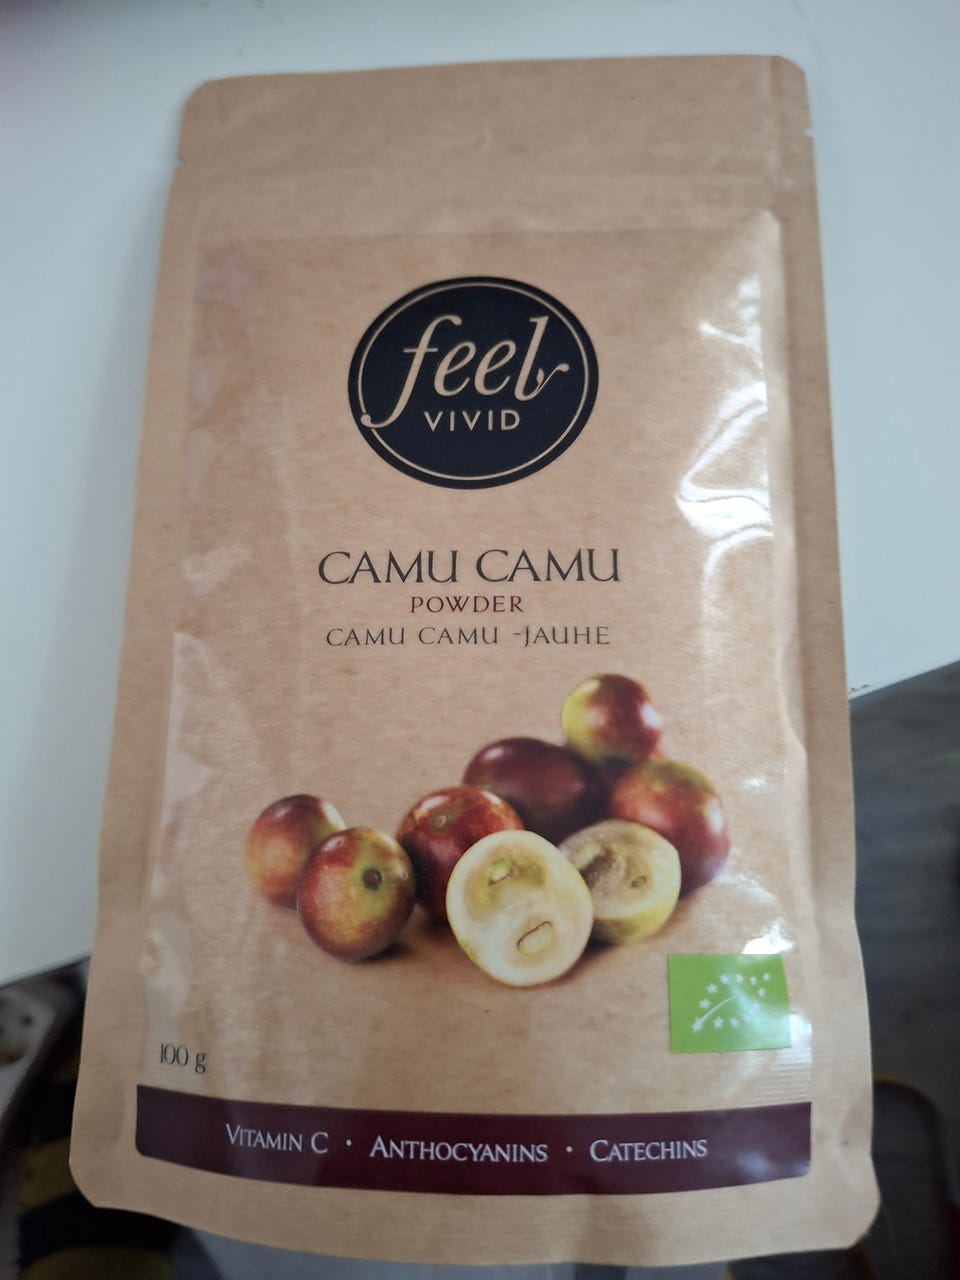 feel
VIVID
CAMU CAMU
POWDER
CAMU CAMU -JAUHE
100 g
VITAMIN C • ANTHOCYANINS • CATECHINS